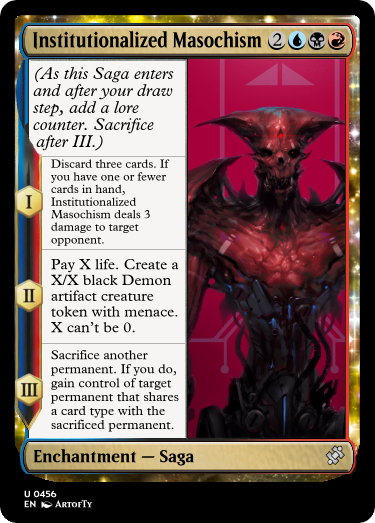 Institutionalized Masochism 2
(As this Saga enters
and after your draw
step, add a lore
counter. Sacrifice
after III.)
I
Discard three cards. If
you have one or fewer
cards in hand,
Institutionalized
Masochism deals 3
damage to target
opponent.
II
Pay X life. Create a
X/X black Demon
artifact creature
token with menace.
X can't be 0.
III
Sacrifice another
permanent. If you do,
gain control of target
permanent that shares
a card type with the
sacrificed permanent.
Enchantment — Saga
U 0456
EN ArtofTy